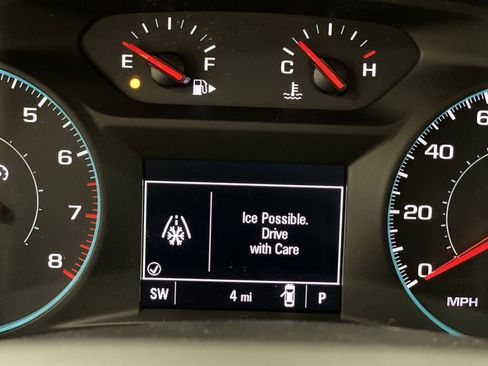 E F
C H
5
6
7
8
40
20
0
MPH
Ice Possible.
Drive
with Care
SW 4 mi P